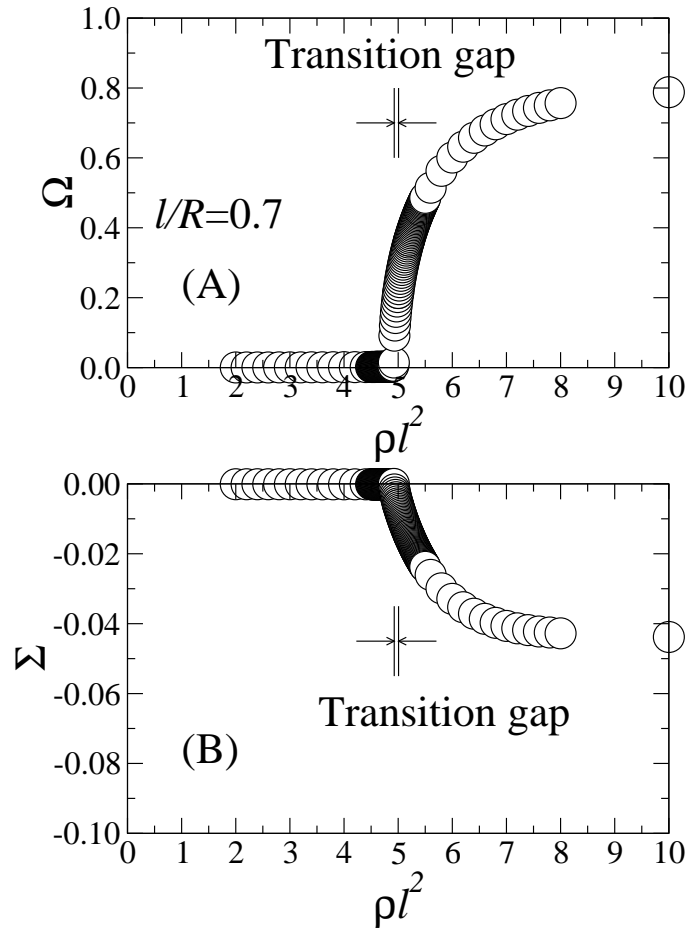 1.0
Transition gap
0.8
0.6
Ω
l/R=0.7
0.4
(A)
0.2
0.0
0 1 2 3 4 5 6 7 8 9 10
ρl²
0.00
-0.02
-0.04
Σ
-0.06
Transition gap
(B)
-0.08
-0.10
0 1 2 3 4 5 6 7 8 9 10
ρl²